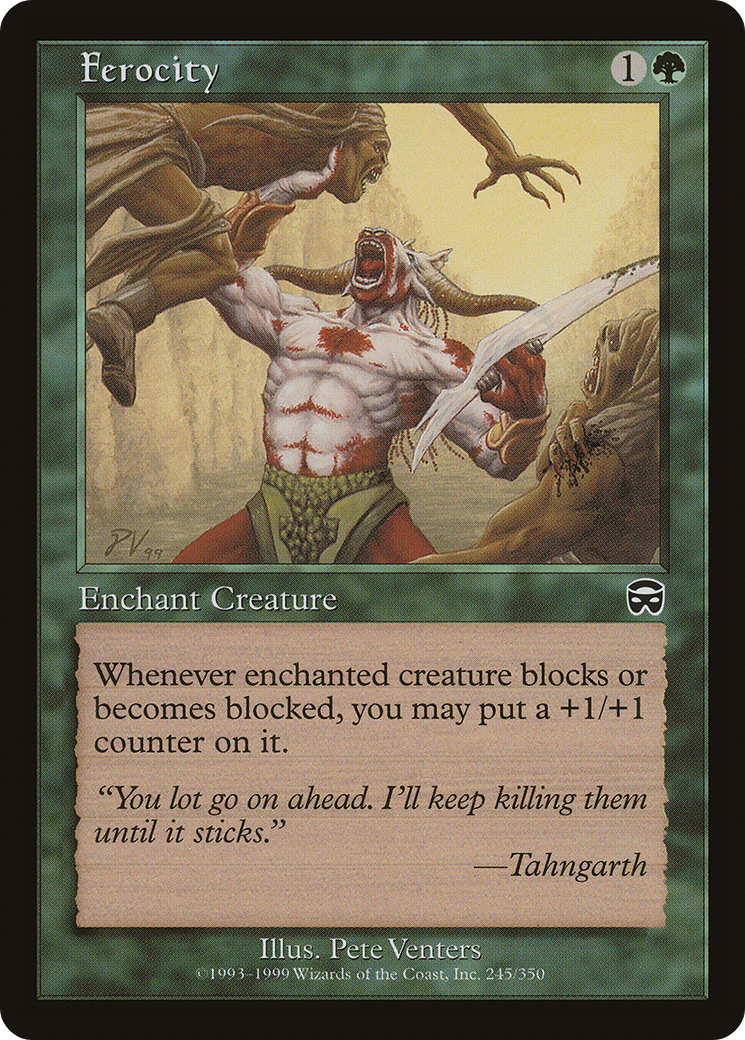 Ferocity
1
PV 99
Enchant Creature
Whenever enchanted creature blocks or
becomes blocked, you may put a +1/+1
counter on it.
“You lot go on ahead. I’ll keep killing them
until it sticks.”
—Tahngarth
Illus. Pete Venters
©1993–1999 Wizards of the Coast, Inc. 245/350